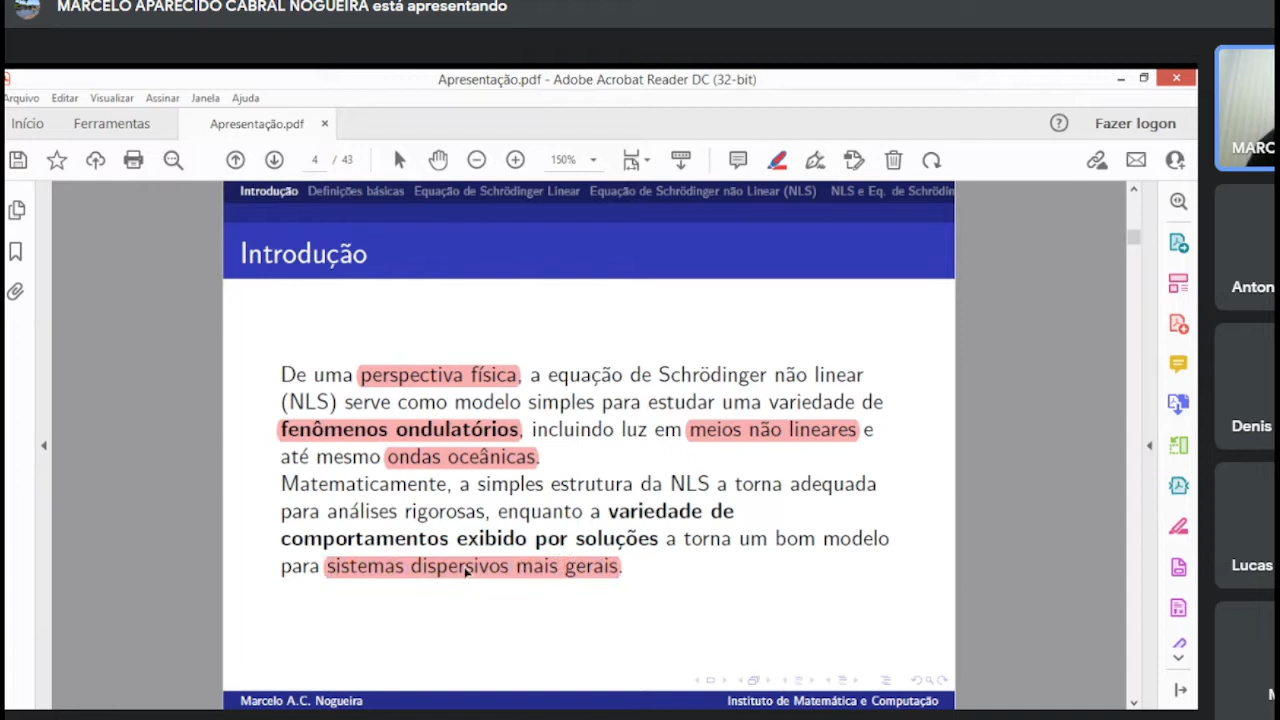 MARCELO APARECIDO CABRAL NOGUEIRA está apresentando
Apresentação.pdf - Adobe Acrobat Reader DC (32-bit)
Arquivo Editar Visualizar Assinar Janela Ajuda
Início Ferramentas Apresentação.pdf × Fazer logon
4 / 43 150%
Introdução Definições básicas Equação de Schrödinger Linear Equação de Schrödinger não Linear (NLS) NLS e Eq. de Schrödin
Introdução
De uma perspectiva física, a equação de Schrödinger não linear
(NLS) serve como modelo simples para estudar uma variedade de
fenômenos ondulatórios, incluindo luz em meios não lineares e
até mesmo ondas oceânicas.
Matematicamente, a simples estrutura da NLS a torna adequada
para análises rigorosas, enquanto a variedade de
comportamentos exibido por soluções a torna um bom modelo
para sistemas dispersivos mais gerais.
Marcelo A.C. Nogueira Instituto de Matemática e Computação
MARC
Anton
Denis
Lucas
M